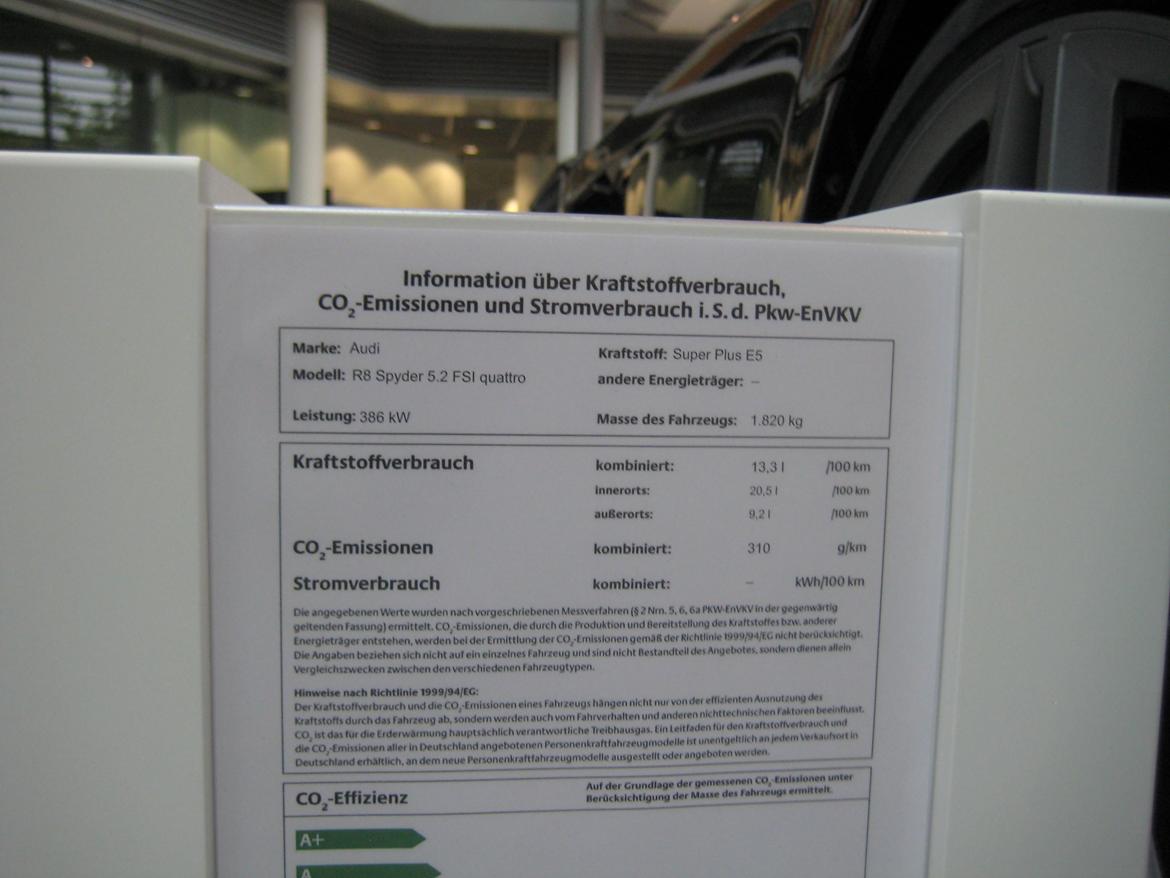 Information über Kraftstoffverbrauch,
CO₂-Emissionen und Stromverbrauch i.S.d. Pkw-EnVKV
Marke: Audi
Kraftstoff: Super Plus E5
Modell: R8 Spyder 5.2 FSI quattro
andere Energieträger: –
Leistung: 386 kW
Masse des Fahrzeugs: 1.820 kg
Kraftstoffverbrauch kombiniert: 13,3 l /100 km
innerorts: 20,5 l /100 km
außerorts: 9,2 l /100 km
CO₂-Emissionen kombiniert: 310 g/km
Stromverbrauch kombiniert: – kWh/100 km
Die angegebenen Werte wurden nach vorgeschriebenen Messverfahren (§ 2 Nrn. 5, 6, 6a PKW-EnVKV in der gegenwärtig
geltenden Fassung) ermittelt. CO₂-Emissionen, die durch die Produktion und Bereitstellung des Kraftstoffes bzw. anderer
Energieträger entstehen, werden bei der Ermittlung der CO₂-Emissionen gemäß der Richtlinie 1999/94/EG nicht berücksichtigt.
Die Angaben beziehen sich nicht auf ein einzelnes Fahrzeug und sind nicht Bestandteil des Angebotes, sondern dienen allein
Vergleichszwecken zwischen den verschiedenen Fahrzeugtypen.
Hinweise nach Richtlinie 1999/94/EG:
Der Kraftstoffverbrauch und die CO₂-Emissionen eines Fahrzeugs hängen nicht nur von der effizienten Ausnutzung des
Kraftstoffs durch das Fahrzeug ab, sondern werden auch vom Fahrverhalten und anderen nichttechnischen Faktoren beeinflusst.
CO₂ ist das für die Erderwärmung hauptsächlich verantwortliche Treibhausgas. Ein Leitfaden für den Kraftstoffverbrauch und
die CO₂-Emissionen aller in Deutschland angebotenen Personenkraftfahrzeugmodelle ist unentgeltlich an jedem Verkaufsort in
Deutschland erhältlich, an dem neue Personenkraftfahrzeugmodelle ausgestellt oder angeboten werden.
CO₂-Effizienz
Auf der Grundlage der gemessenen CO₂-Emissionen unter
Berücksichtigung der Masse des Fahrzeugs ermittelt.
A+
A